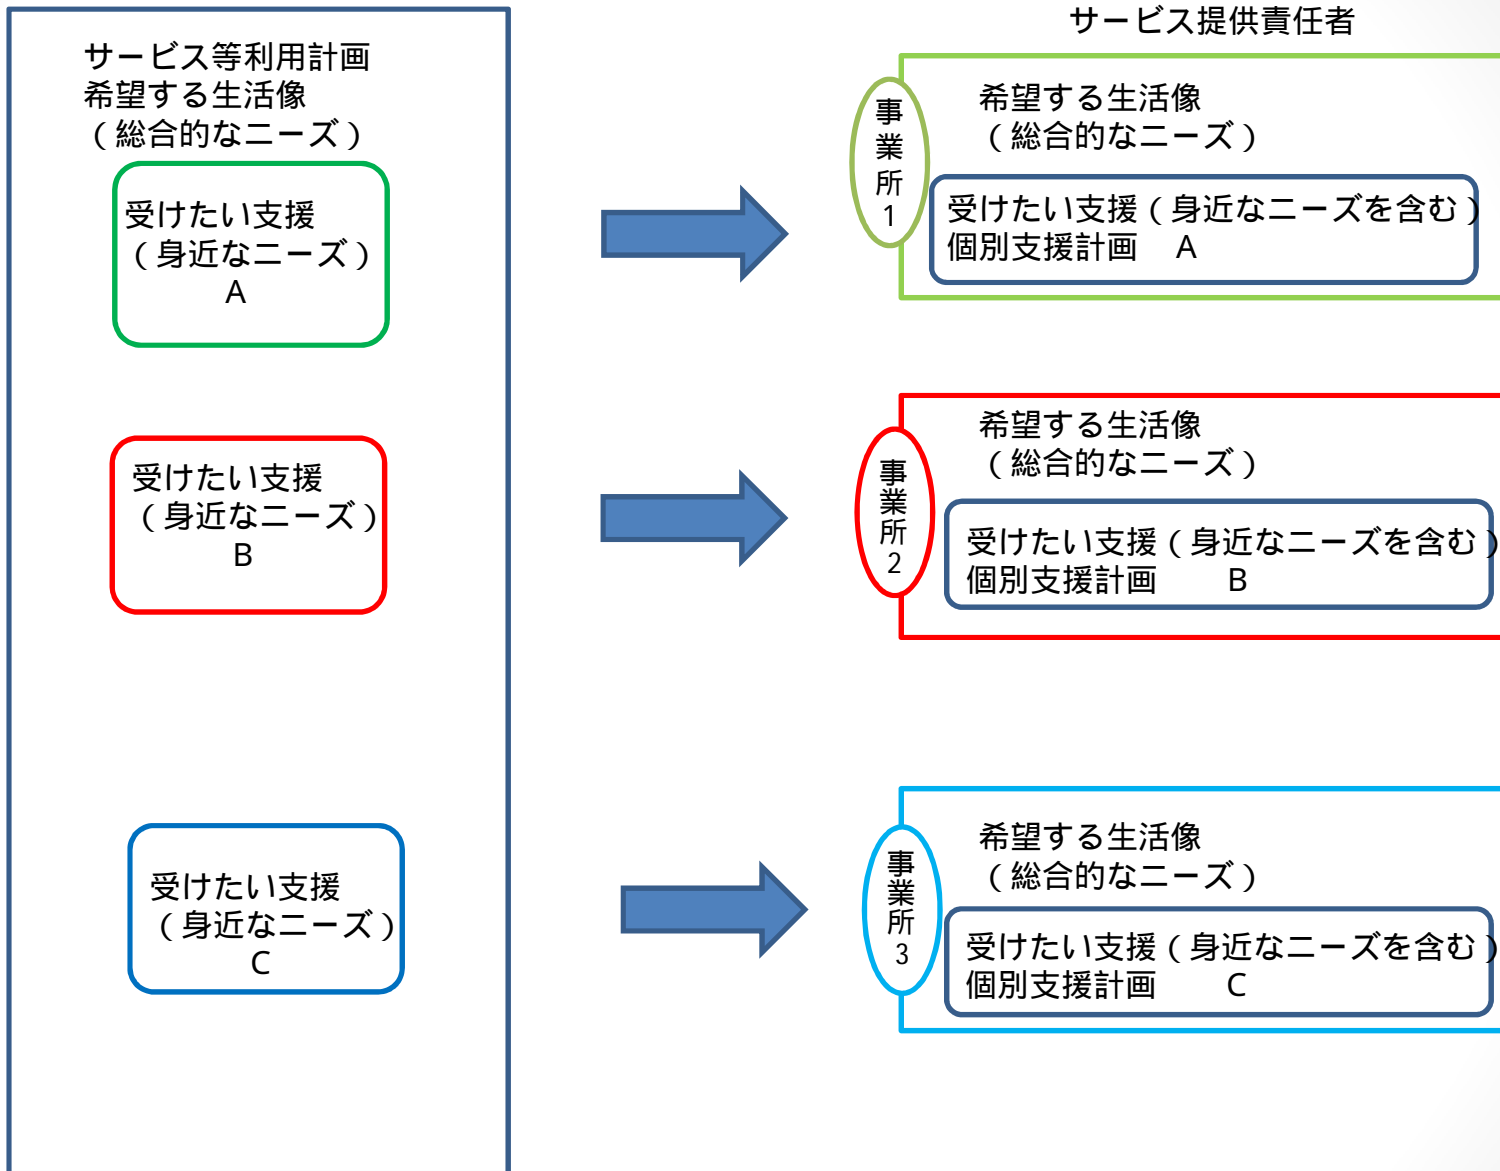 サービス等利用計画
希望する生活像
（総合的なニーズ）
受けたい支援
（身近なニーズ）
A
受けたい支援
（身近なニーズ）
B
受けたい支援
（身近なニーズ）
C
サービス提供責任者
事業所1
希望する生活像
（総合的なニーズ）
受けたい支援（身近なニーズを含む）
個別支援計画　A
事業所2
希望する生活像
（総合的なニーズ）
受けたい支援（身近なニーズを含む）
個別支援計画　　B
事業所3
希望する生活像
（総合的なニーズ）
受けたい支援（身近なニーズを含む）
個別支援計画　　C